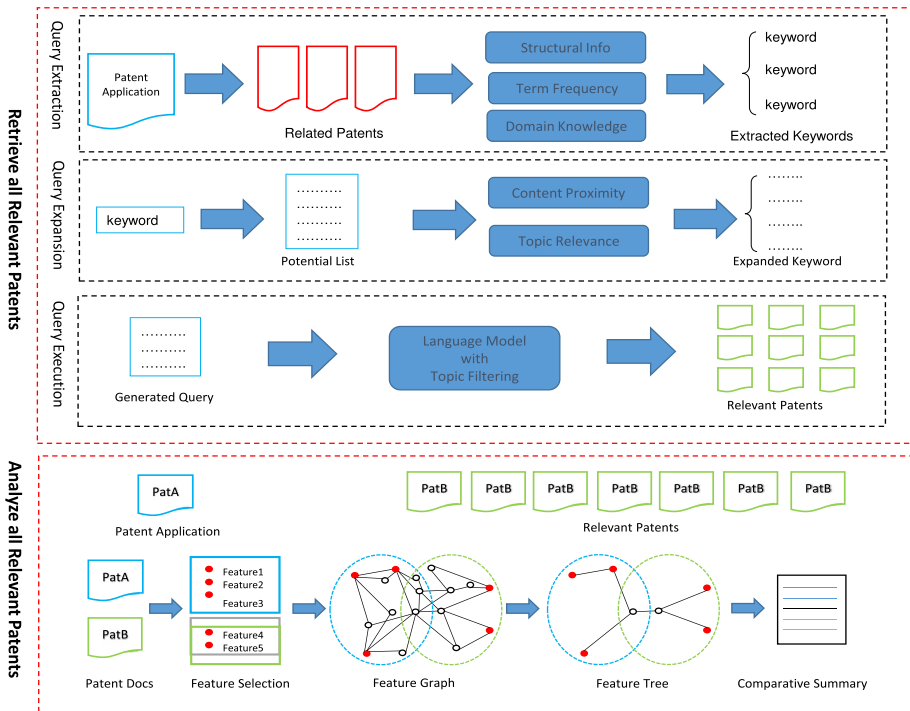 Retrieve all Relevant Patents
Query Extraction
Patent
Application
Related Patents
Structural Info
Term Frequency
Domain Knowledge
keyword
keyword
keyword
Extracted Keywords
Query Expansion
keyword
..........
..........
..........
..........
Potential List
Content Proximity
Topic Relevance
........
........
........
........
Expanded Keyword
Query Execution
..........
..........
..........
Generated Query
Language Model
with
Topic Filtering
Relevant Patents
Analyze all Relevant Patents
PatA
Patent Application
PatB
PatB
PatB
PatB
PatB
PatB
PatB
Relevant Patents
PatA
PatB
Patent Docs
Feature1
Feature2
Feature3
Feature4
Feature5
Feature Selection
Feature Graph
Feature Tree
Comparative Summary